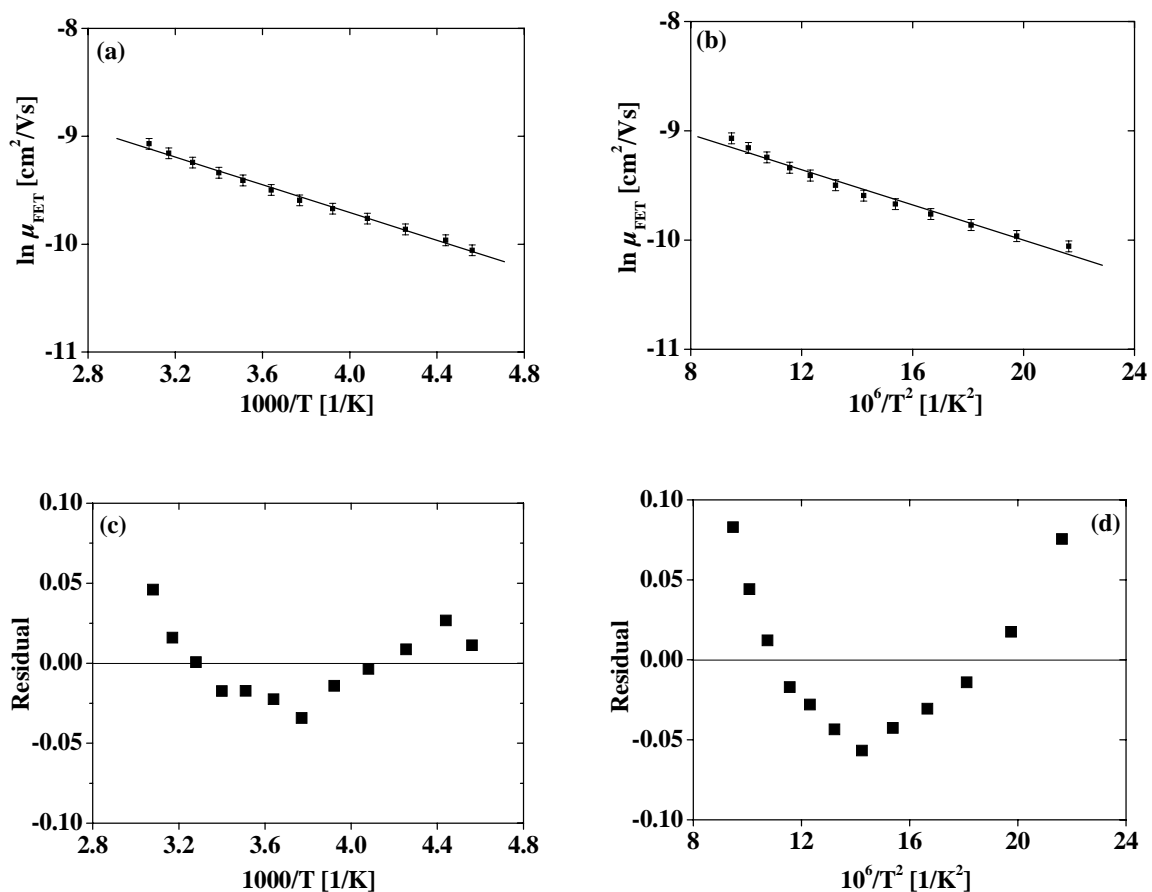 (a)
-8
-9
-10
-11
ln μFET [cm²/Vs]
2.8 3.2 3.6 4.0 4.4 4.8
1000/T [1/K]
(b)
-8
-9
-10
-11
ln μFET [cm²/Vs]
12 16 20 24
10⁶/T² [1/K²]
(c)
0.10
0.05
0.00
-0.05
-0.10
Residual
2.8 3.2 3.6 4.0 4.4 4.8
1000/T [1/K]
(d)
0.10
0.05
0.00
-0.05
-0.10
Residual
12 16 20 24
10⁶/T² [1/K²]